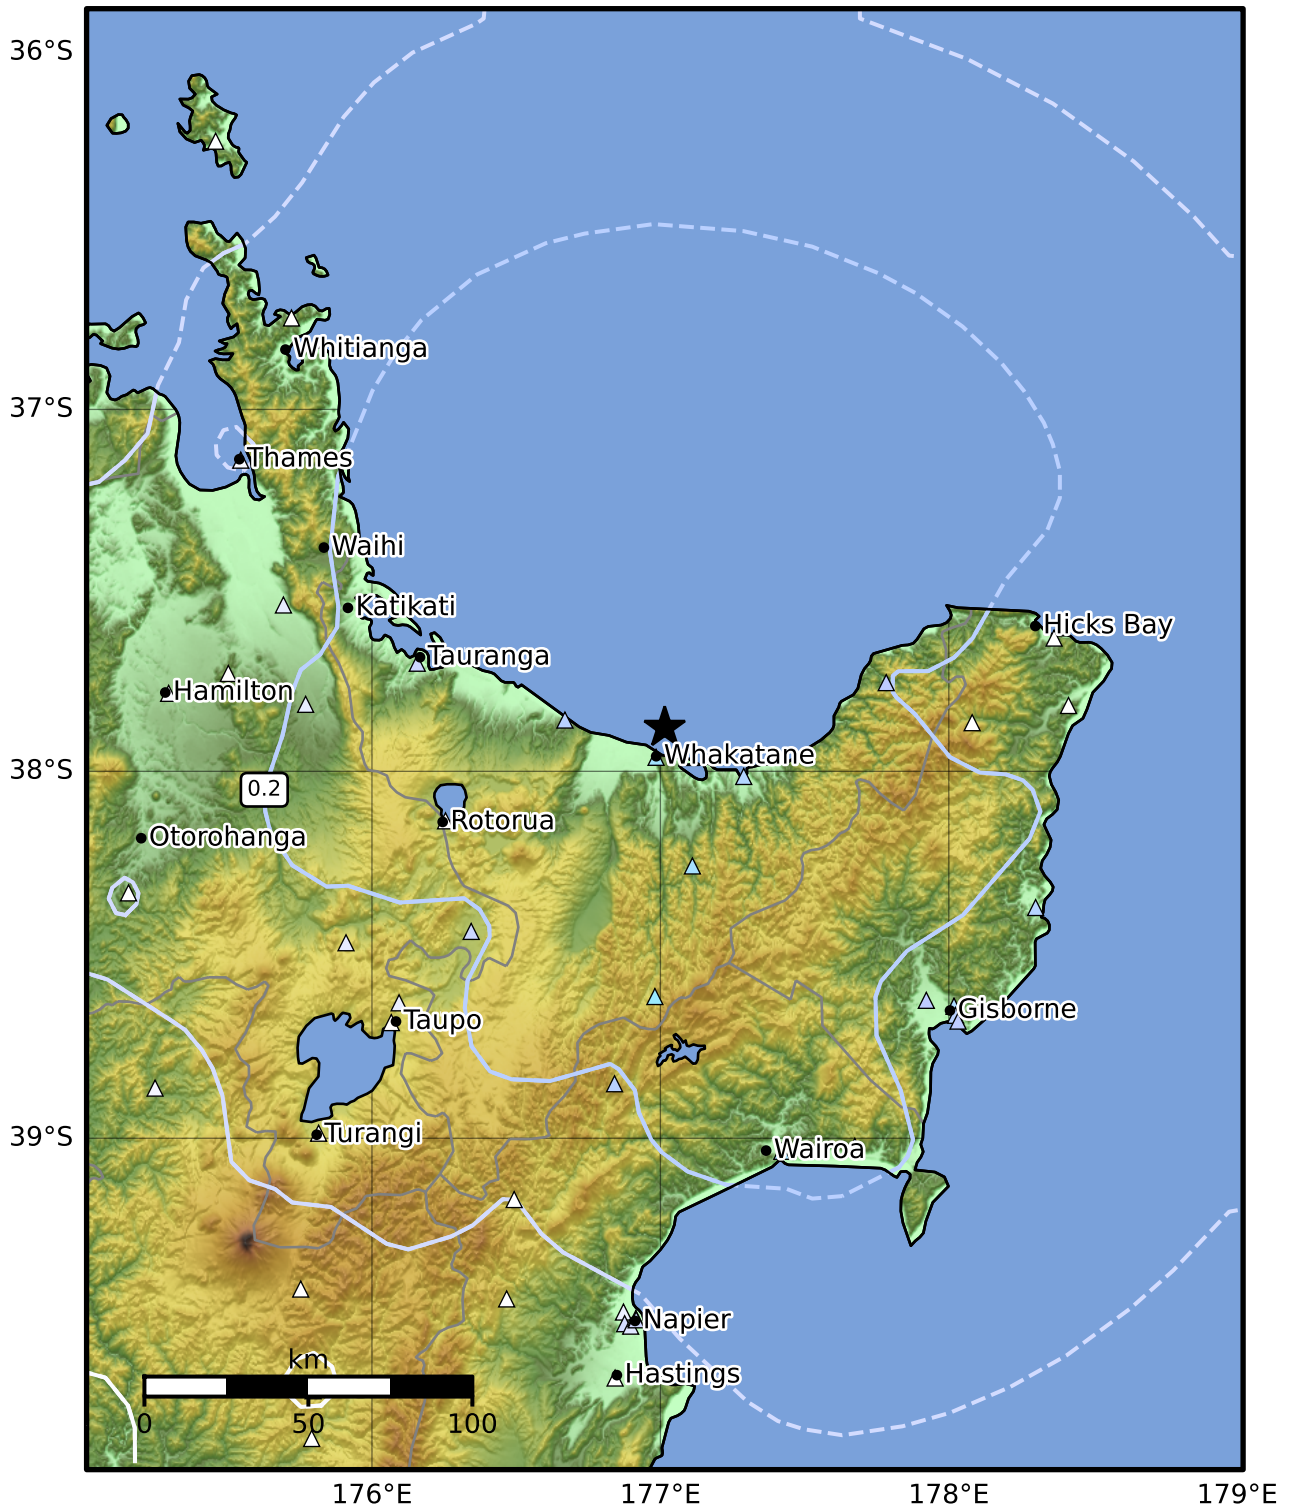 36°S
Whitianga
37°S
Thames
Waihi
Katikati
Hicks Bay
Tauranga
Hamilton
Whakatane
38°S
0.2
Rotorua
Otorohanga
Gisborne
Taupo
Turangi
39°S
Wairoa
Napier
km
Hastings
0
50
100
176°E
177°E
178°E
179°E